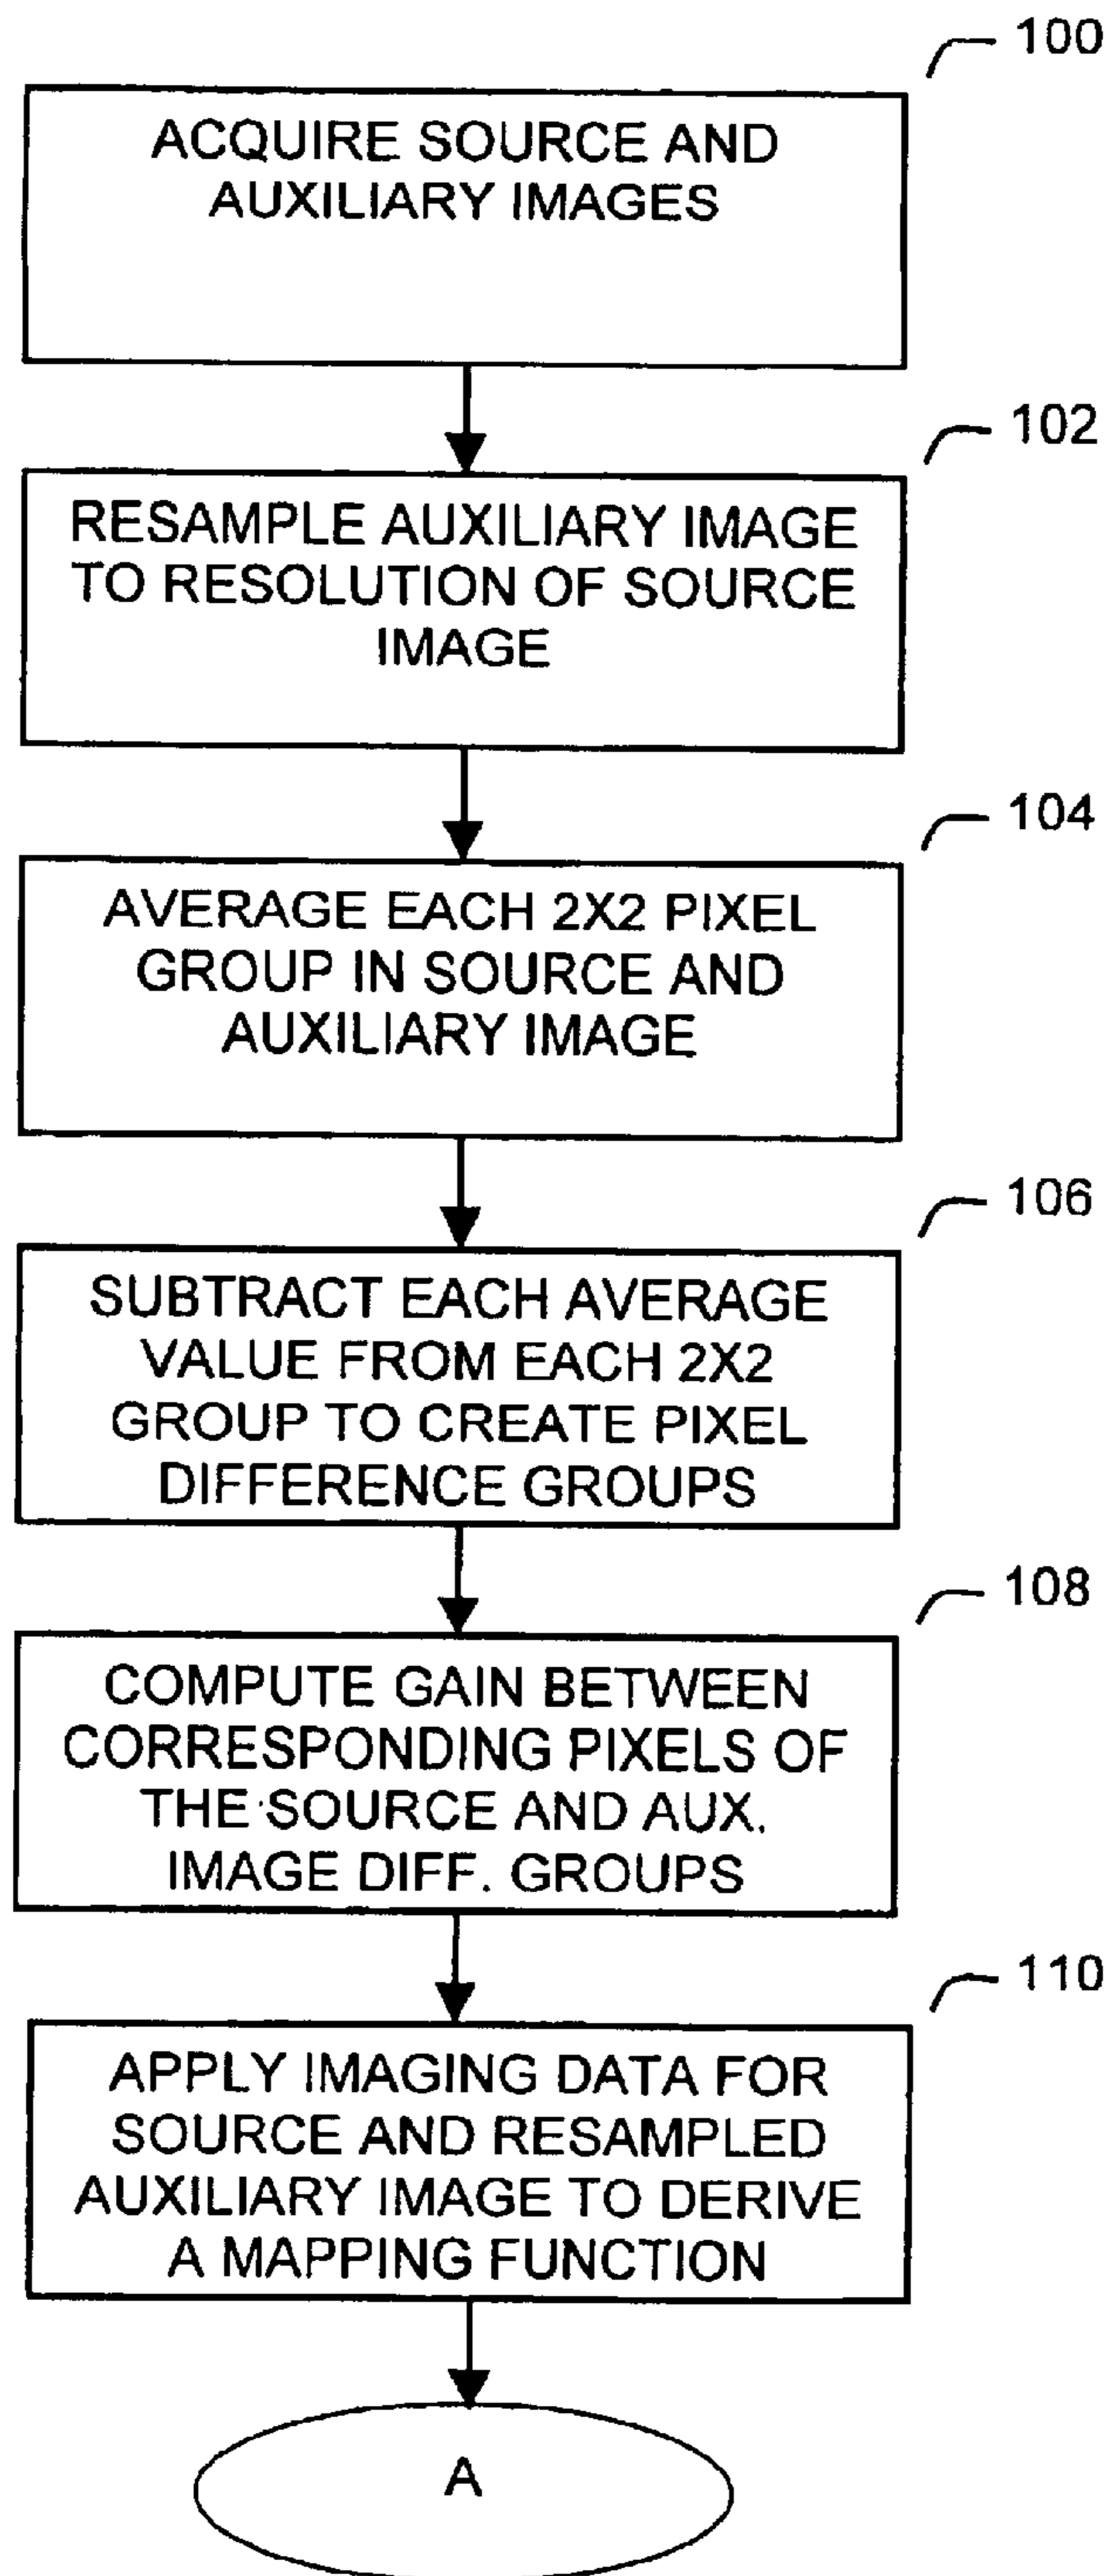 100
ACQUIRE SOURCE AND
AUXILIARY IMAGES
102
RESAMPLE AUXILIARY IMAGE
TO RESOLUTION OF SOURCE
IMAGE
104
AVERAGE EACH 2X2 PIXEL
GROUP IN SOURCE AND
AUXILIARY IMAGE
106
SUBTRACT EACH AVERAGE
VALUE FROM EACH 2X2
GROUP TO CREATE PIXEL
DIFFERENCE GROUPS
108
COMPUTE GAIN BETWEEN
CORRESPONDING PIXELS OF
THE SOURCE AND AUX.
IMAGE DIFF. GROUPS
110
APPLY IMAGING DATA FOR
SOURCE AND RESAMPLED
AUXILIARY IMAGE TO DERIVE
A MAPPING FUNCTION
A